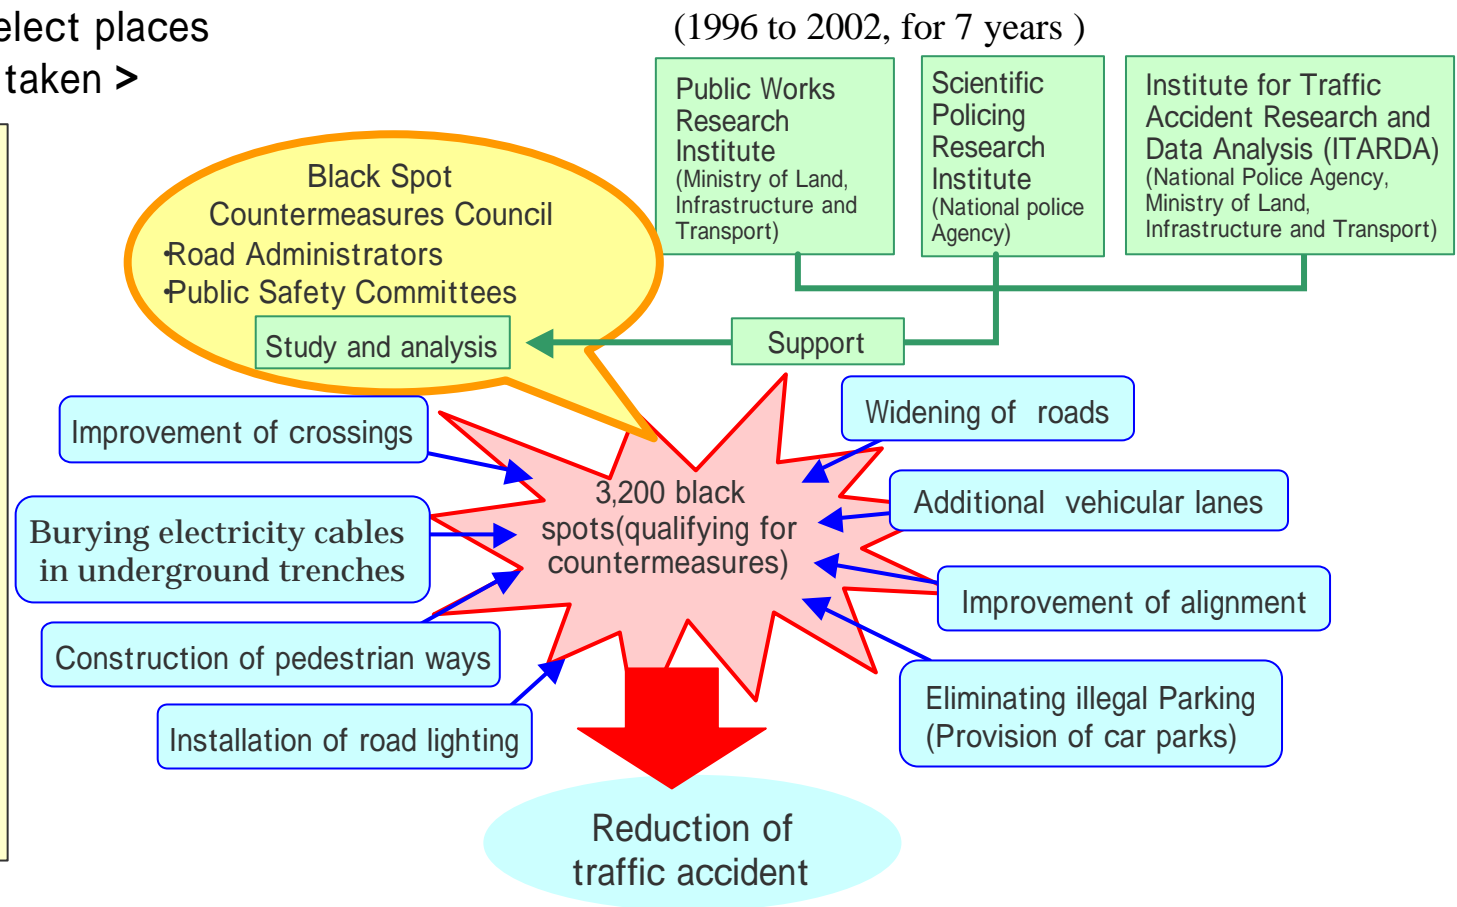 elect places
taken >
(1996 to 2002, for 7 years )
Public Works
Research
Institute
(Ministry of Land,
Infrastructure and
Transport)
Scientific
Policing
Research
Institute
(National police
Agency)
Institute for Traffic
Accident Research and
Data Analysis (ITARDA)
(National Police Agency,
Ministry of Land,
Infrastructure and Transport)
Black Spot
Countermeasures Council
•Road Administrators
•Public Safety Committees
Study and analysis
Support
Improvement of crossings
Burying electricity cables
in underground trenches
Construction of pedestrian ways
Installation of road lighting
3,200 black
spots(qualifying for
countermeasures)
Widening of roads
Additional vehicular lanes
Improvement of alignment
Eliminating illegal Parking
(Provision of car parks)
Reduction of
traffic accident